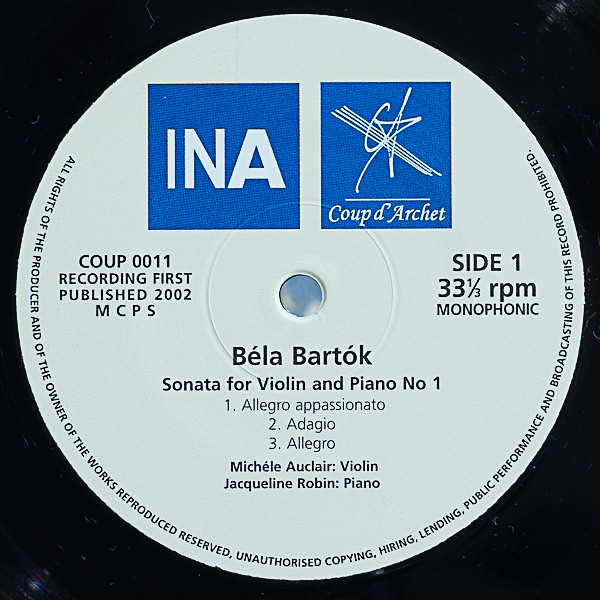 INA
Coup d'Archet
COUP 0011
RECORDING FIRST
PUBLISHED 2002
M C P S
SIDE 1
33⅓ rpm
MONOPHONIC
Béla Bartók
Sonata for Violin and Piano No 1
1. Allegro appassionato
2. Adagio
3. Allegro
Michéle Auclair: Violin
Jacqueline Robin: Piano
ALL RIGHTS OF THE PRODUCER AND OF THE OWNER OF THE WORKS REPRODUCED RESERVED, UNAUTHORISED COPYING, HIRING, LENDING, PUBLIC PERFORMANCE AND BROADCASTING OF THIS RECORD PROHIBITED.